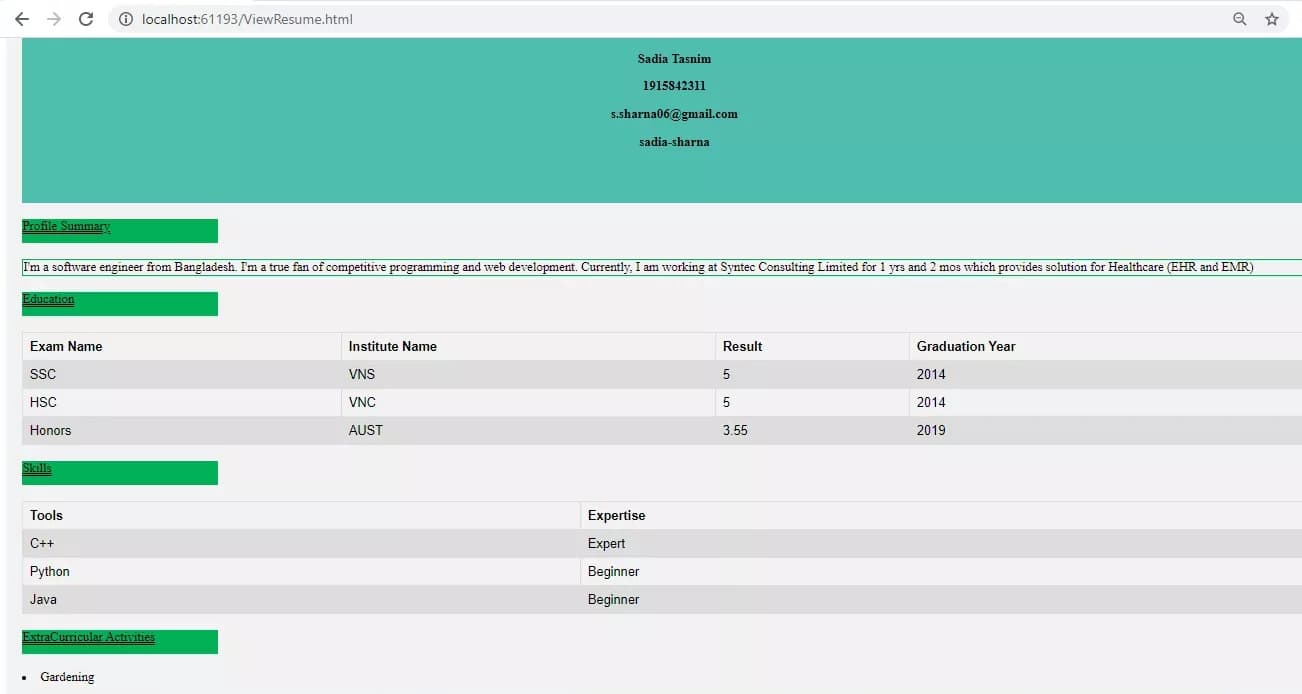 localhost:61193/ViewResume.html
Sadia Tasnim
1915842311
s.sharna06@gmail.com
sadia-sharna
Profile Summary
I'm a software engineer from Bangladesh. I'm a true fan of competitive programming and web development. Currently, I am working at Syntec Consulting Limited for 1 yrs and 2 mos which provides solution for Healthcare (EHR and EMR)
Education
Exam Name Institute Name Result Graduation Year
SSC VNS 5 2014
HSC VNC 5 2014
Honors AUST 3.55 2019
Skills
Tools Expertise
C++ Expert
Python Beginner
Java Beginner
ExtraCurricular Activities
• Gardening